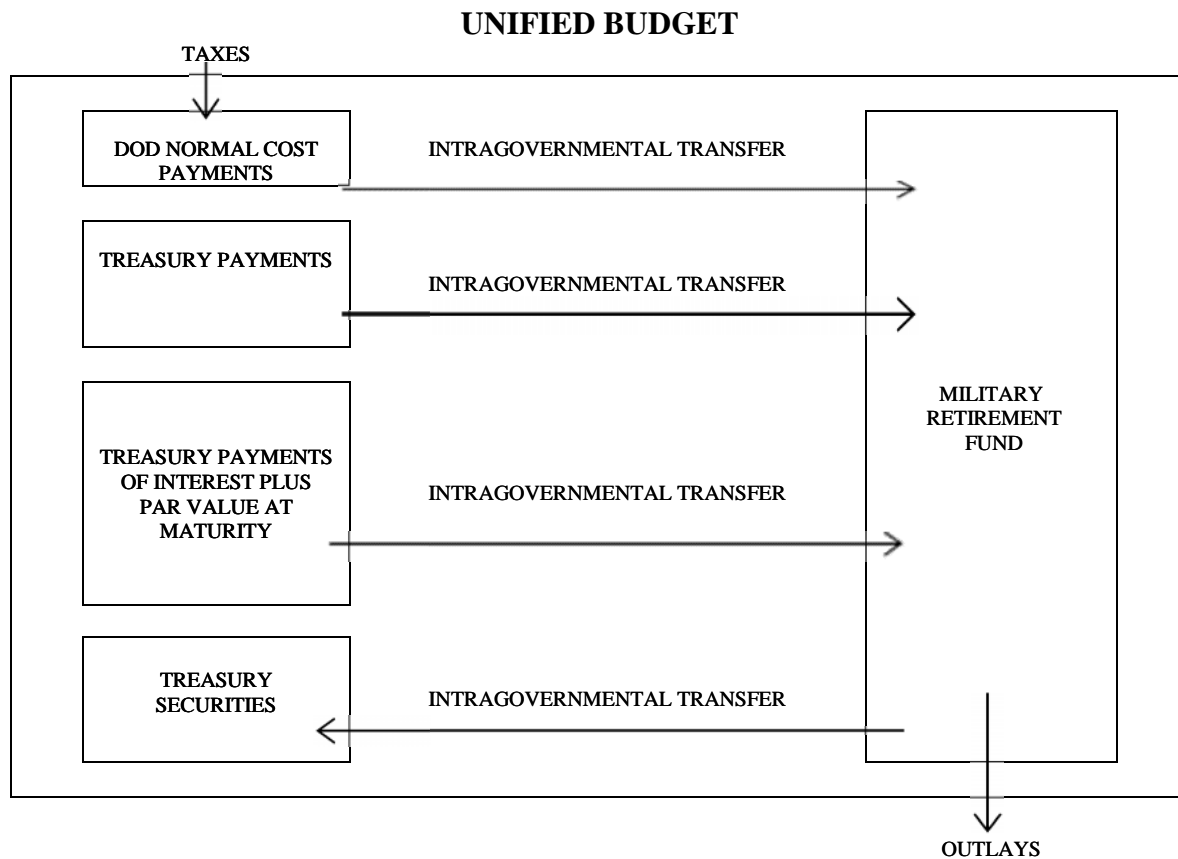 UNIFIED BUDGET
TAXES
DOD NORMAL COST
PAYMENTS
INTRAGOVERNMENTAL TRANSFER
TREASURY PAYMENTS
INTRAGOVERNMENTAL TRANSFER
MILITARY
RETIREMENT
FUND
TREASURY PAYMENTS
OF INTEREST PLUS
PAR VALUE AT
MATURITY
INTRAGOVERNMENTAL TRANSFER
TREASURY
SECURITIES
INTRAGOVERNMENTAL TRANSFER
OUTLAYS